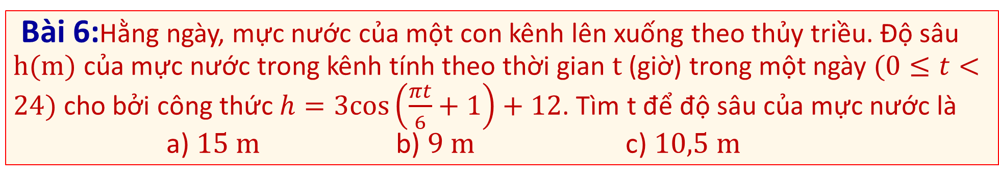 Bài 6:Hằng ngày, mực nước của một con kênh lên xuống theo thủy triều. Độ sâu
h(m) của mực nước trong kênh tính theo thời gian t (giờ) trong một ngày (0 ≤ t <
24) cho bởi công thức h = 3cos(πt/6 + 1) + 12. Tìm t để độ sâu của mực nước là
a) 15 m b) 9 m c) 10,5 m